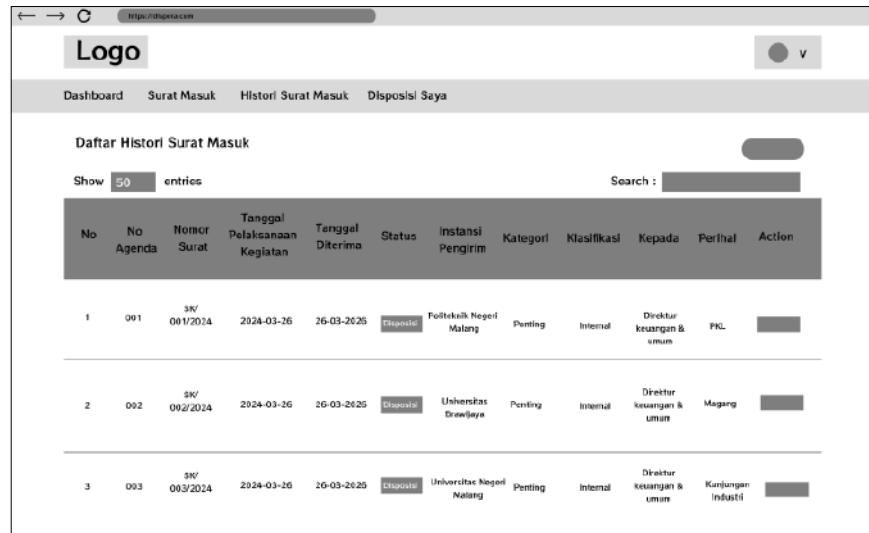 https://disprra.com
Logo
v
Dashboard Surat Masuk Histori Surat Masuk Disposisi Saya
Daftar Histori Surat Masuk
Show 50 entries Search :
No No Agenda Nomor Surat Tanggal Pelaksanaan Kegiatan Tanggal Diterima Status Instansi Pengirim Kategori Klasifikasi Kepada Perihal Action
1 001 SK/ 001/2024 2024-03-26 26-03-2026 Disposisi Politeknik Negeri Malang Penting Internal Direktur keuangan & umum PKL
2 002 SK/ 002/2024 2024-03-26 26-03-2026 Disposisi Universitas Brawijaya Penting Internal Direktur keuangan & umum Magang
3 003 SK/ 003/2024 2024-03-26 26-03-2026 Disposisi Universitas Negeri Malang Penting Internal Direktur keuangan & umum Kunjungan Industri